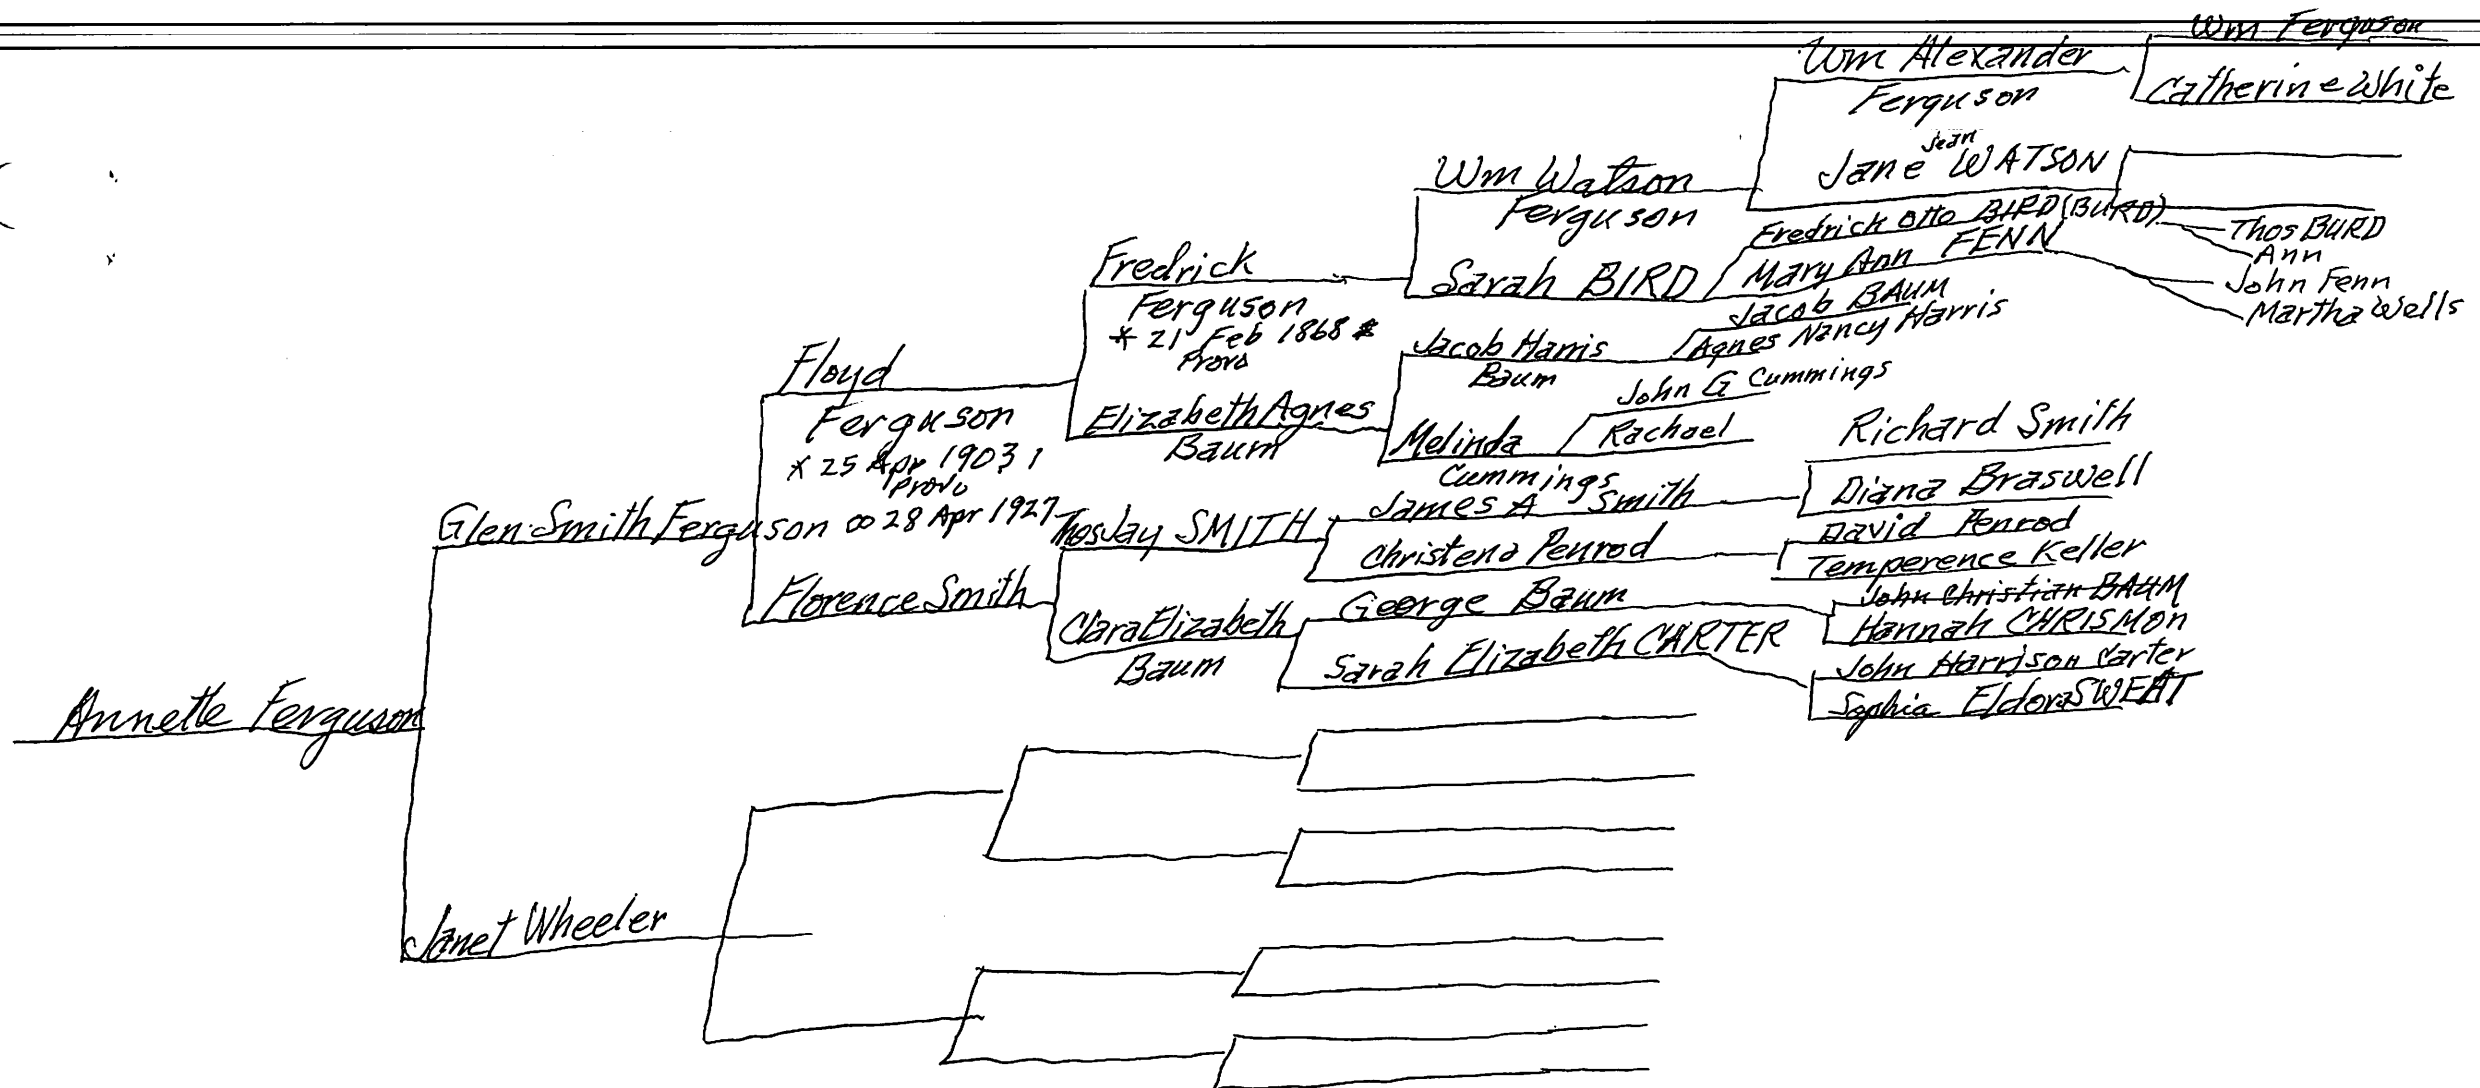 Wm Ferguson
Wm Alexander
Ferguson
Catherine White
Jean
Jane WATSON
Wm Watson
Ferguson
Fredrick Otto BIRD (BURD)
Thos BURD
Ann
Mary Ann FENN
John Fenn
Martha Wells
Sarah BIRD
Fredrick
Ferguson
* 21 Feb 1868
Provo
Jacob BAUM
Agnes Nancy Harris
Jacob Harris
Baum
Floyd
Ferguson
* 25 Apr 1903
Provo
Elizabeth Agnes
Baum
John G Cummings
Rachael
Melinda
Cummings
Richard Smith
Diana Braswell
James A Smith
Glen Smith Ferguson ∞ 28 Apr 1927
Thos Jay SMITH
Christena Penrod
David Penrod
Temperence Keller
Florence Smith
George Baum
John Christian BAUM
Hannah CHRISMON
Clara Elizabeth
Baum
Sarah Elizabeth CARTER
John Harrison Carter
Sophia Eldora SWEAT
Annette Ferguson
Janet Wheeler